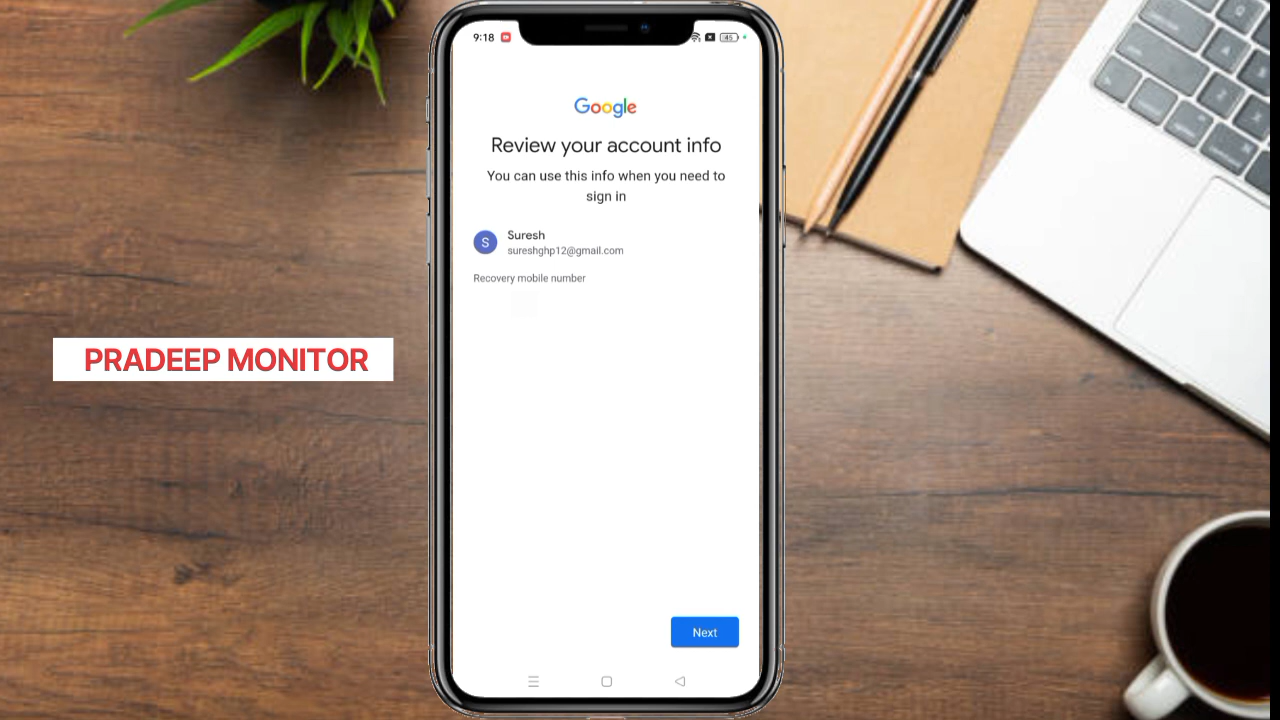 9:18
45
Google
Review your account info
You can use this info when you need to
sign in
S
Suresh
sureshghp12@gmail.com
Recovery mobile number
PRADEEP MONITOR
Next